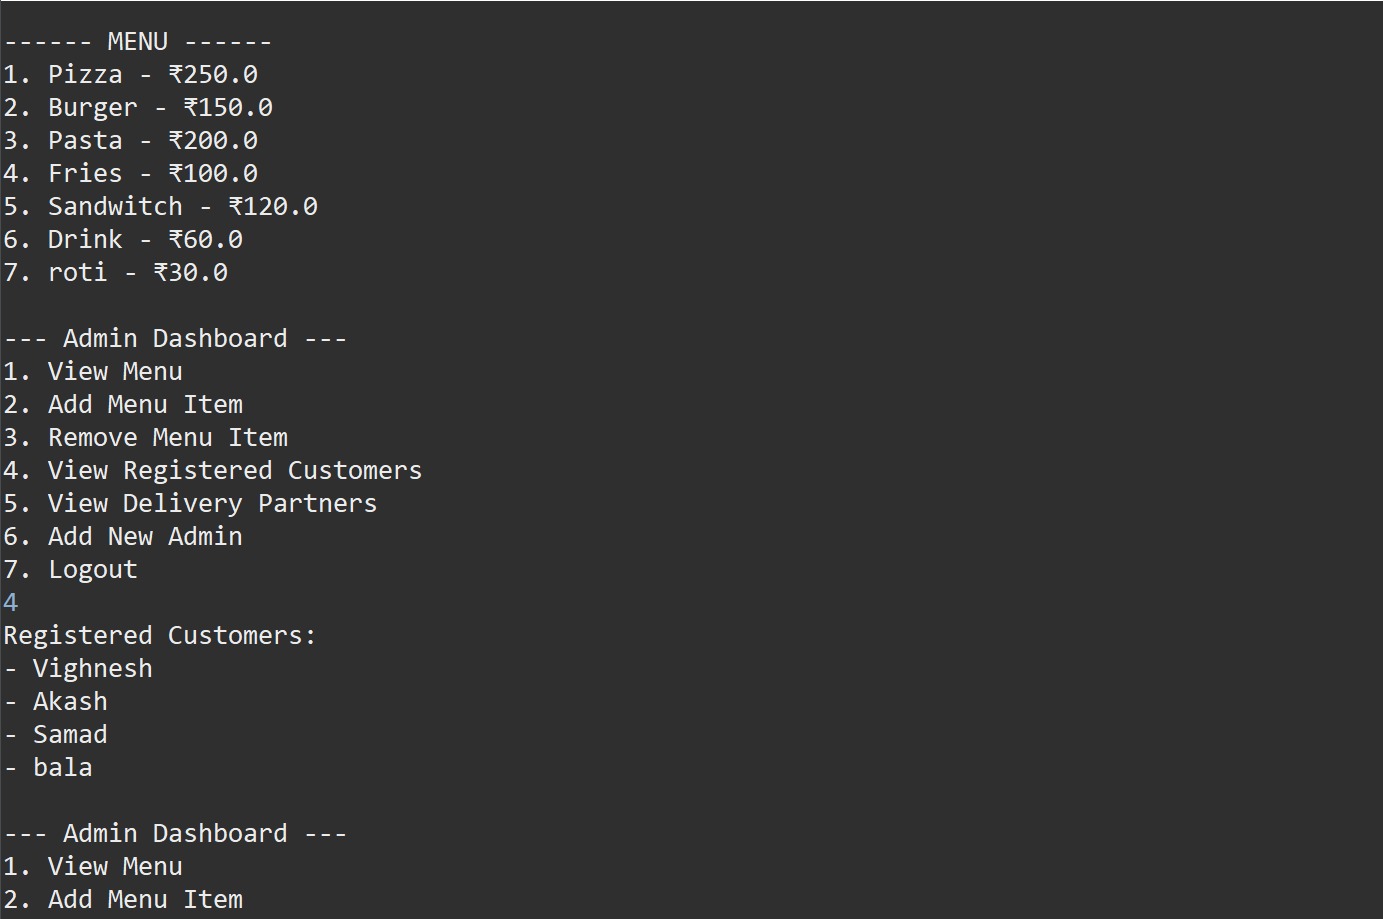 ------ MENU ------
1. Pizza - ₹250.0
2. Burger - ₹150.0
3. Pasta - ₹200.0
4. Fries - ₹100.0
5. Sandwitch - ₹120.0
6. Drink - ₹60.0
7. roti - ₹30.0
--- Admin Dashboard ---
1. View Menu
2. Add Menu Item
3. Remove Menu Item
4. View Registered Customers
5. View Delivery Partners
6. Add New Admin
7. Logout
4
Registered Customers:
- Vighnesh
- Akash
- Samad
- bala
--- Admin Dashboard ---
1. View Menu
2. Add Menu Item